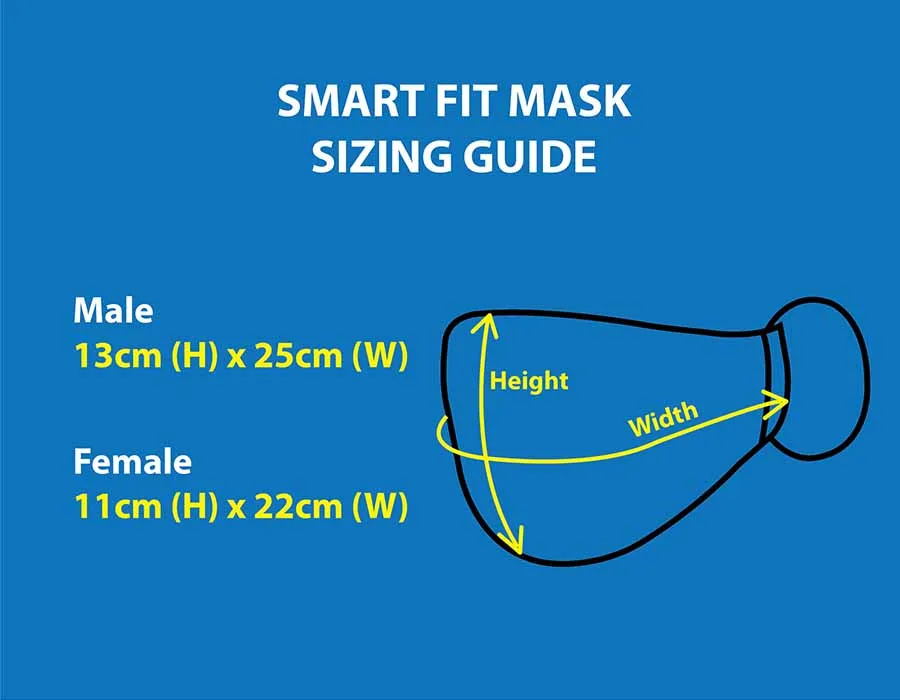 SMART FIT MASK
SIZING GUIDE
Male
13cm (H) x 25cm (W)
Female
11cm (H) x 22cm (W)
Height
Width